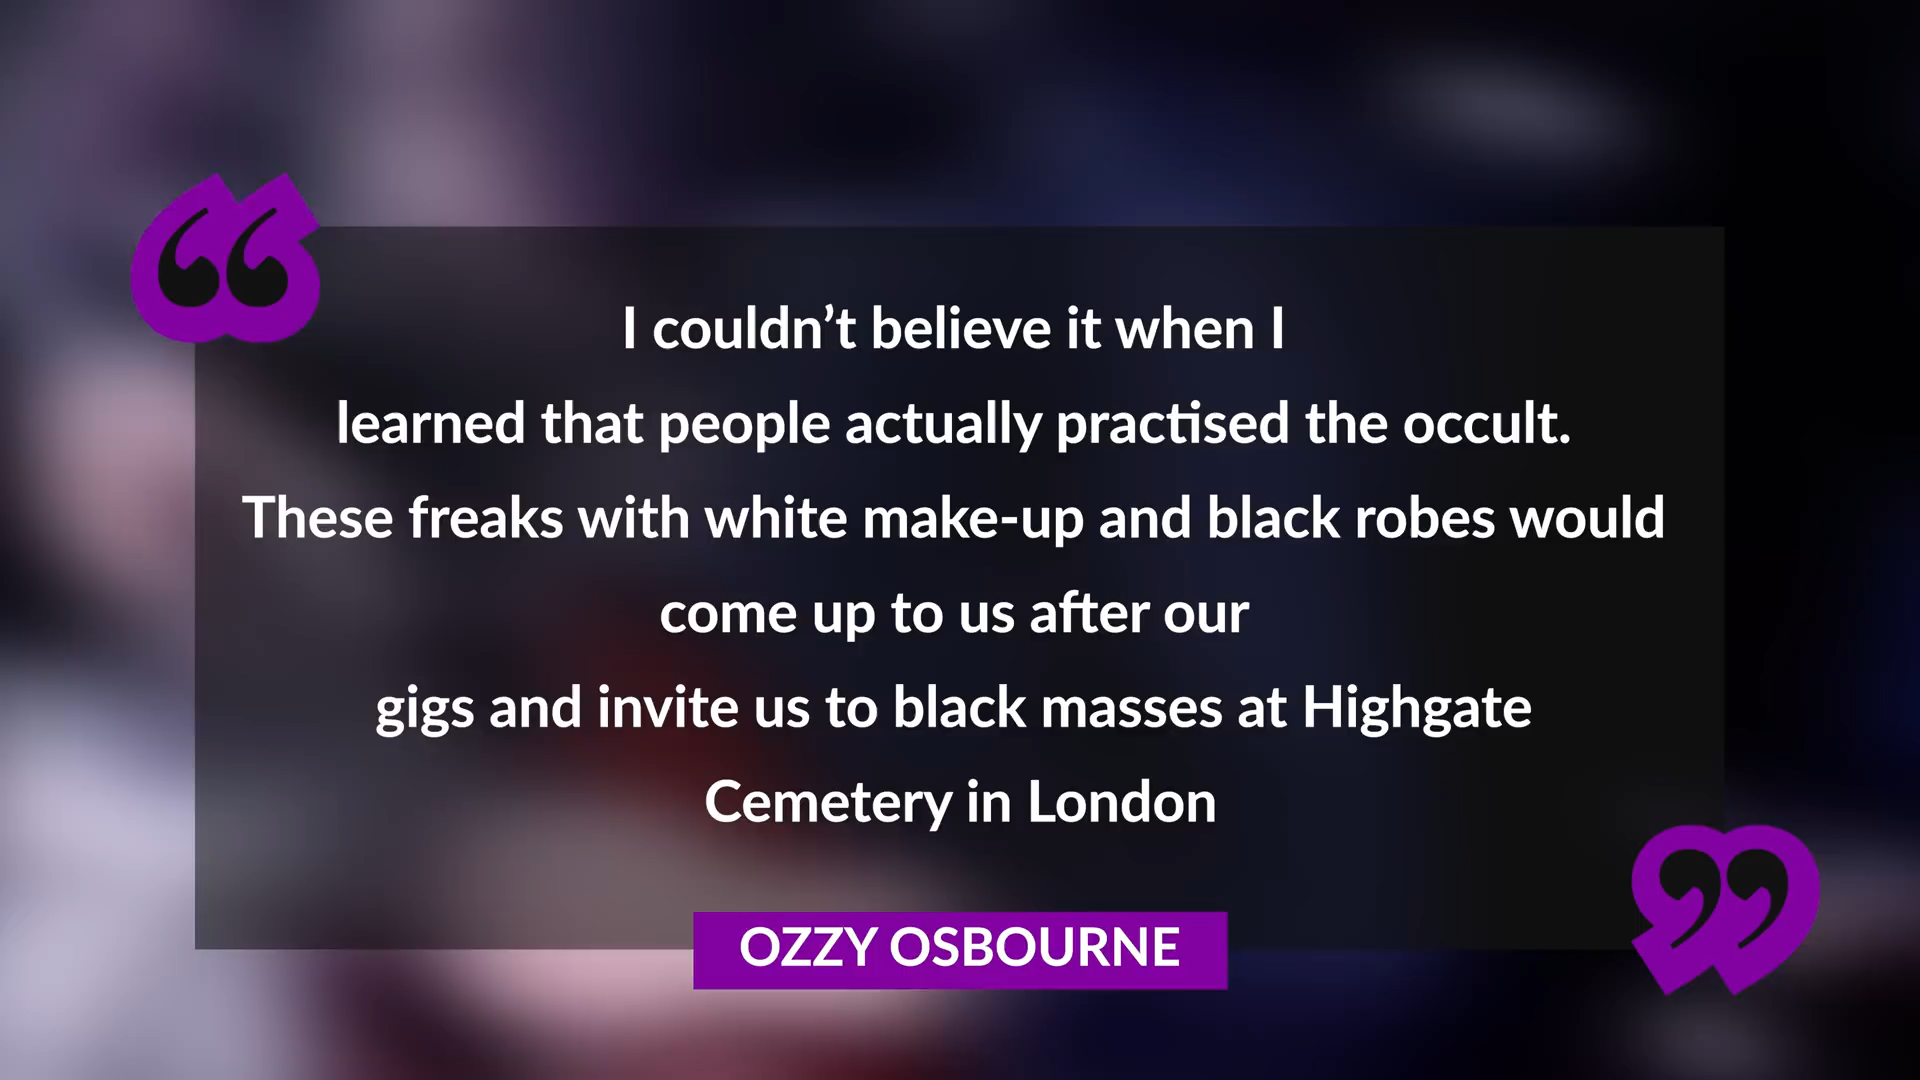 I couldn’t believe it when I
learned that people actually practised the occult.
These freaks with white make-up and black robes would
come up to us after our
gigs and invite us to black masses at Highgate
Cemetery in London
OZZY OSBOURNE